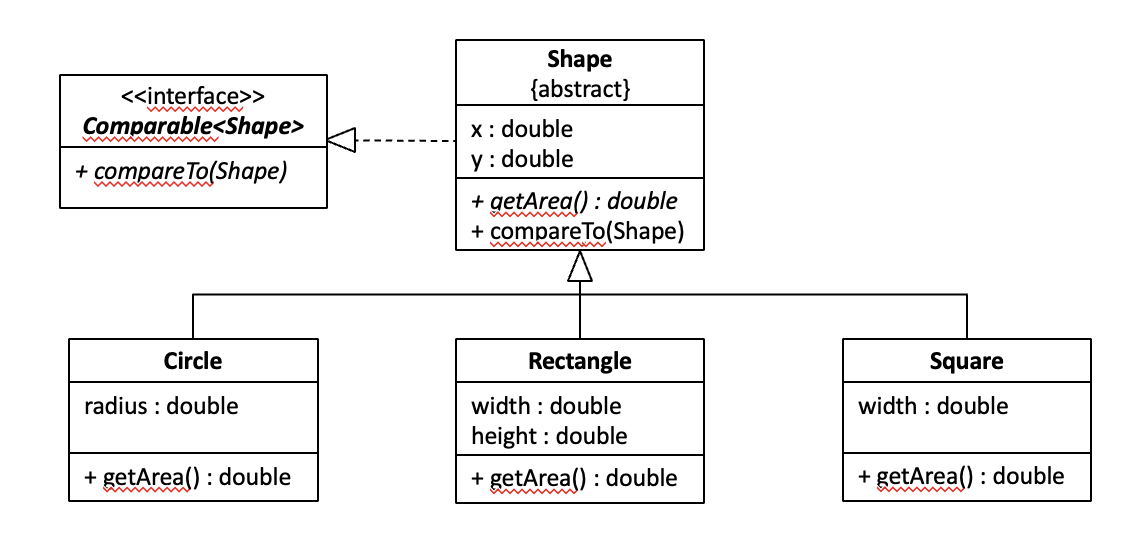 <<interface>>
Comparable<Shape>
+ compareTo(Shape)
Shape
{abstract}
x : double
y : double
+ getArea() : double
+ compareTo(Shape)
Circle
radius : double
+ getArea() : double
Rectangle
width : double
height : double
+ getArea() : double
Square
width : double
+ getArea() : double